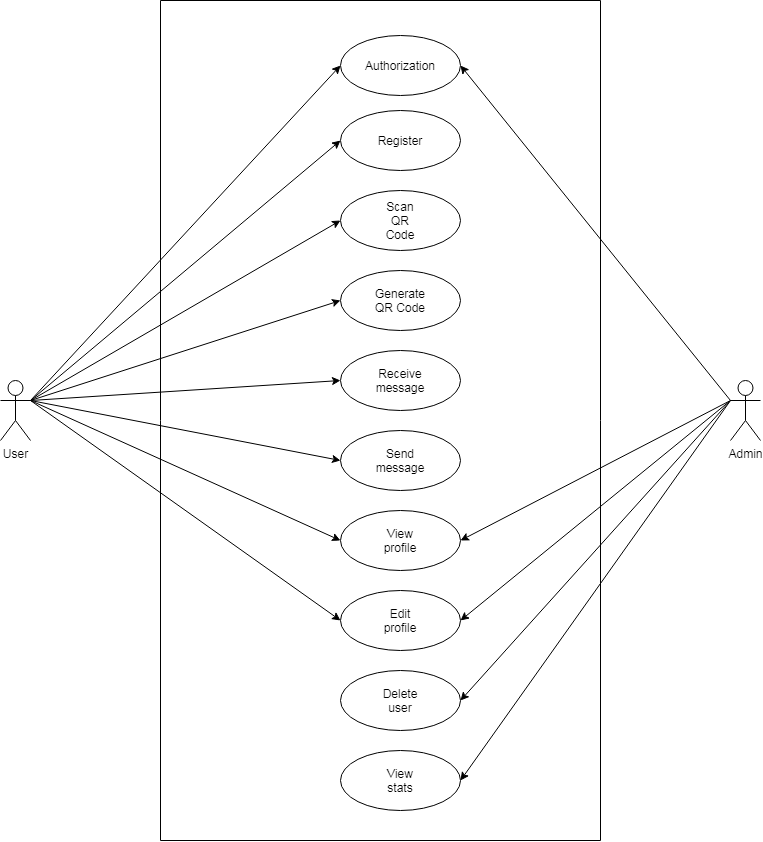 Authorization
Register
Scan
QR
Code
Generate
QR Code
Receive
message
User
Admin
Send
message
View
profile
Edit
profile
Delete
user
View
stats